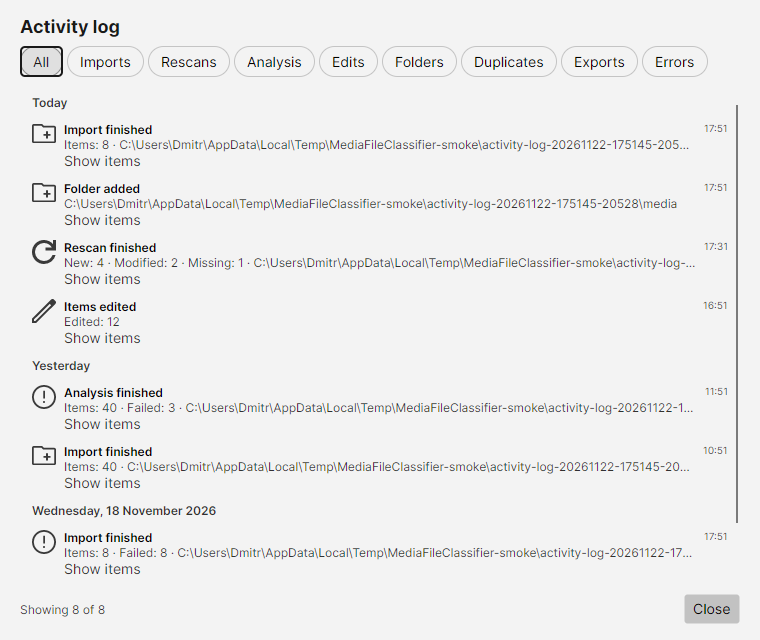 Activity log
All Imports Rescans Analysis Edits Folders Duplicates Exports Errors
Today
Import finished 17:51
Items: 8 · C:\Users\Dmitr\AppData\Local\Temp\MediaFileClassifier-smoke\activity-log-20261122-175145-205...
Show items
Folder added 17:51
C:\Users\Dmitr\AppData\Local\Temp\MediaFileClassifier-smoke\activity-log-20261122-175145-20528\media
Show items
Rescan finished 17:31
New: 4 · Modified: 2 · Missing: 1 · C:\Users\Dmitr\AppData\Local\Temp\MediaFileClassifier-smoke\activity-log-...
Show items
Items edited 16:51
Edited: 12
Show items
Yesterday
Analysis finished 11:51
Items: 40 · Failed: 3 · C:\Users\Dmitr\AppData\Local\Temp\MediaFileClassifier-smoke\activity-log-20261122-1...
Show items
Import finished 10:51
Items: 40 · C:\Users\Dmitr\AppData\Local\Temp\MediaFileClassifier-smoke\activity-log-20261122-175145-20...
Show items
Wednesday, 18 November 2026
Import finished 17:51
Items: 8 · Failed: 8 · C:\Users\Dmitr\AppData\Local\Temp\MediaFileClassifier-smoke\activity-log-20261122-17...
Show items
Showing 8 of 8 Close